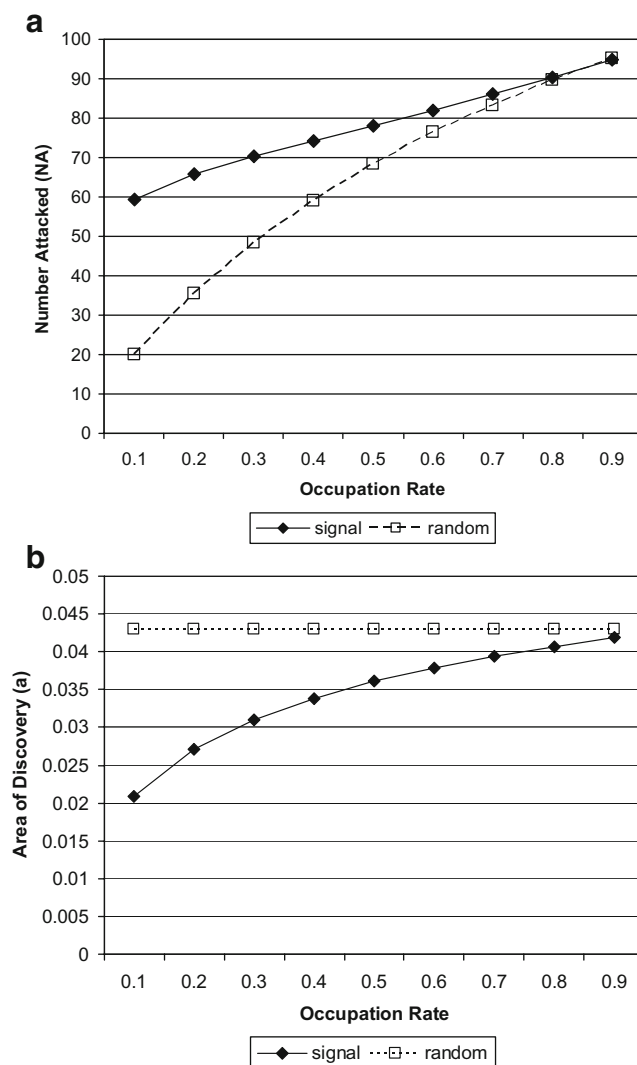 a
Number Attacked (NA)
100
90
80
70
60
50
40
30
20
10
0
0.1 0.2 0.3 0.4 0.5 0.6 0.7 0.8 0.9
Occupation Rate
signal random
b
Area of Discovery (a)
0.05
0.045
0.04
0.035
0.03
0.025
0.02
0.015
0.01
0.005
0
0.1 0.2 0.3 0.4 0.5 0.6 0.7 0.8 0.9
Occupation Rate
signal random